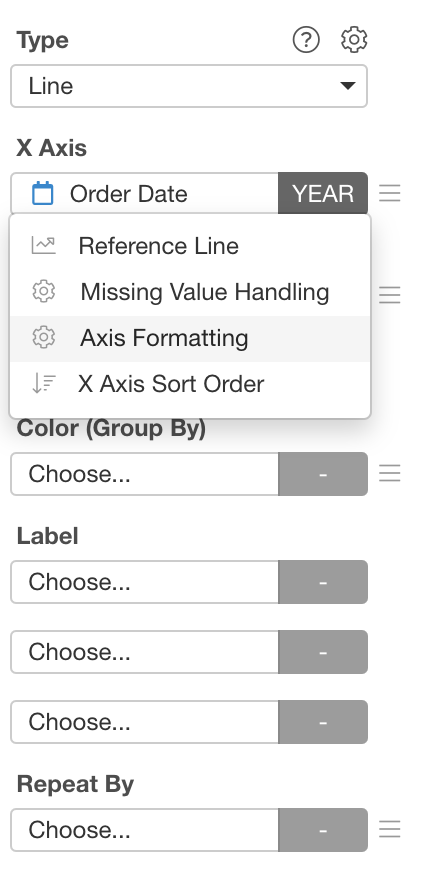 Type ?
Line
X Axis
Order Date YEAR
Reference Line
Missing Value Handling
Axis Formatting
X Axis Sort Order
Color (Group By)
Choose... -
Label
Choose... -
Choose... -
Choose... -
Repeat By
Choose... -